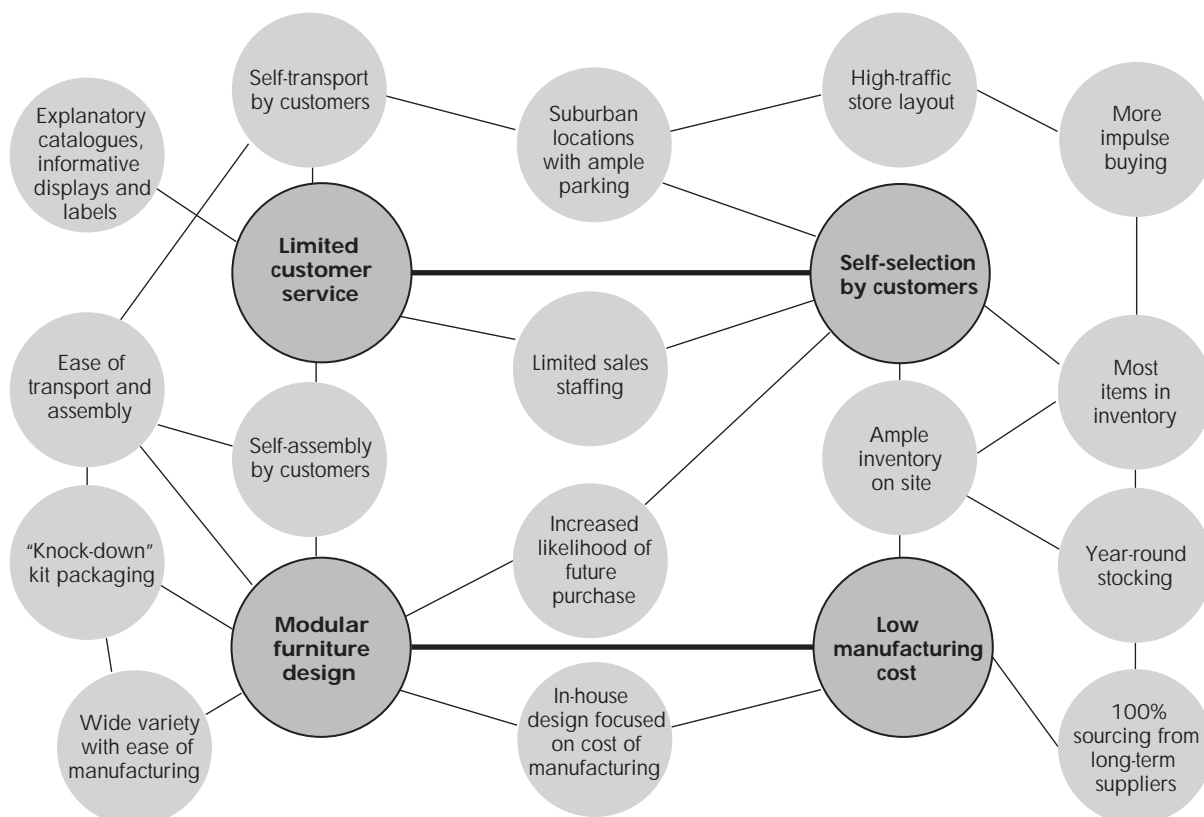 Self-transport
by customers
High-traffic
store layout
Explanatory
catalogues,
informative
displays and
labels
Suburban
locations
with ample
parking
More
impulse
buying
Limited
customer
service
Self-selection
by customers
Ease of
transport and
assembly
Limited sales
staffing
Most
items in
inventory
Self-assembly
by customers
Ample
inventory
on site
"Knock-down"
kit packaging
Increased
likelihood of
future
purchase
Year-round
stocking
Modular
furniture
design
Low
manufacturing
cost
Wide variety
with ease of
manufacturing
In-house
design focused
on cost of
manufacturing
100%
sourcing from
long-term
suppliers